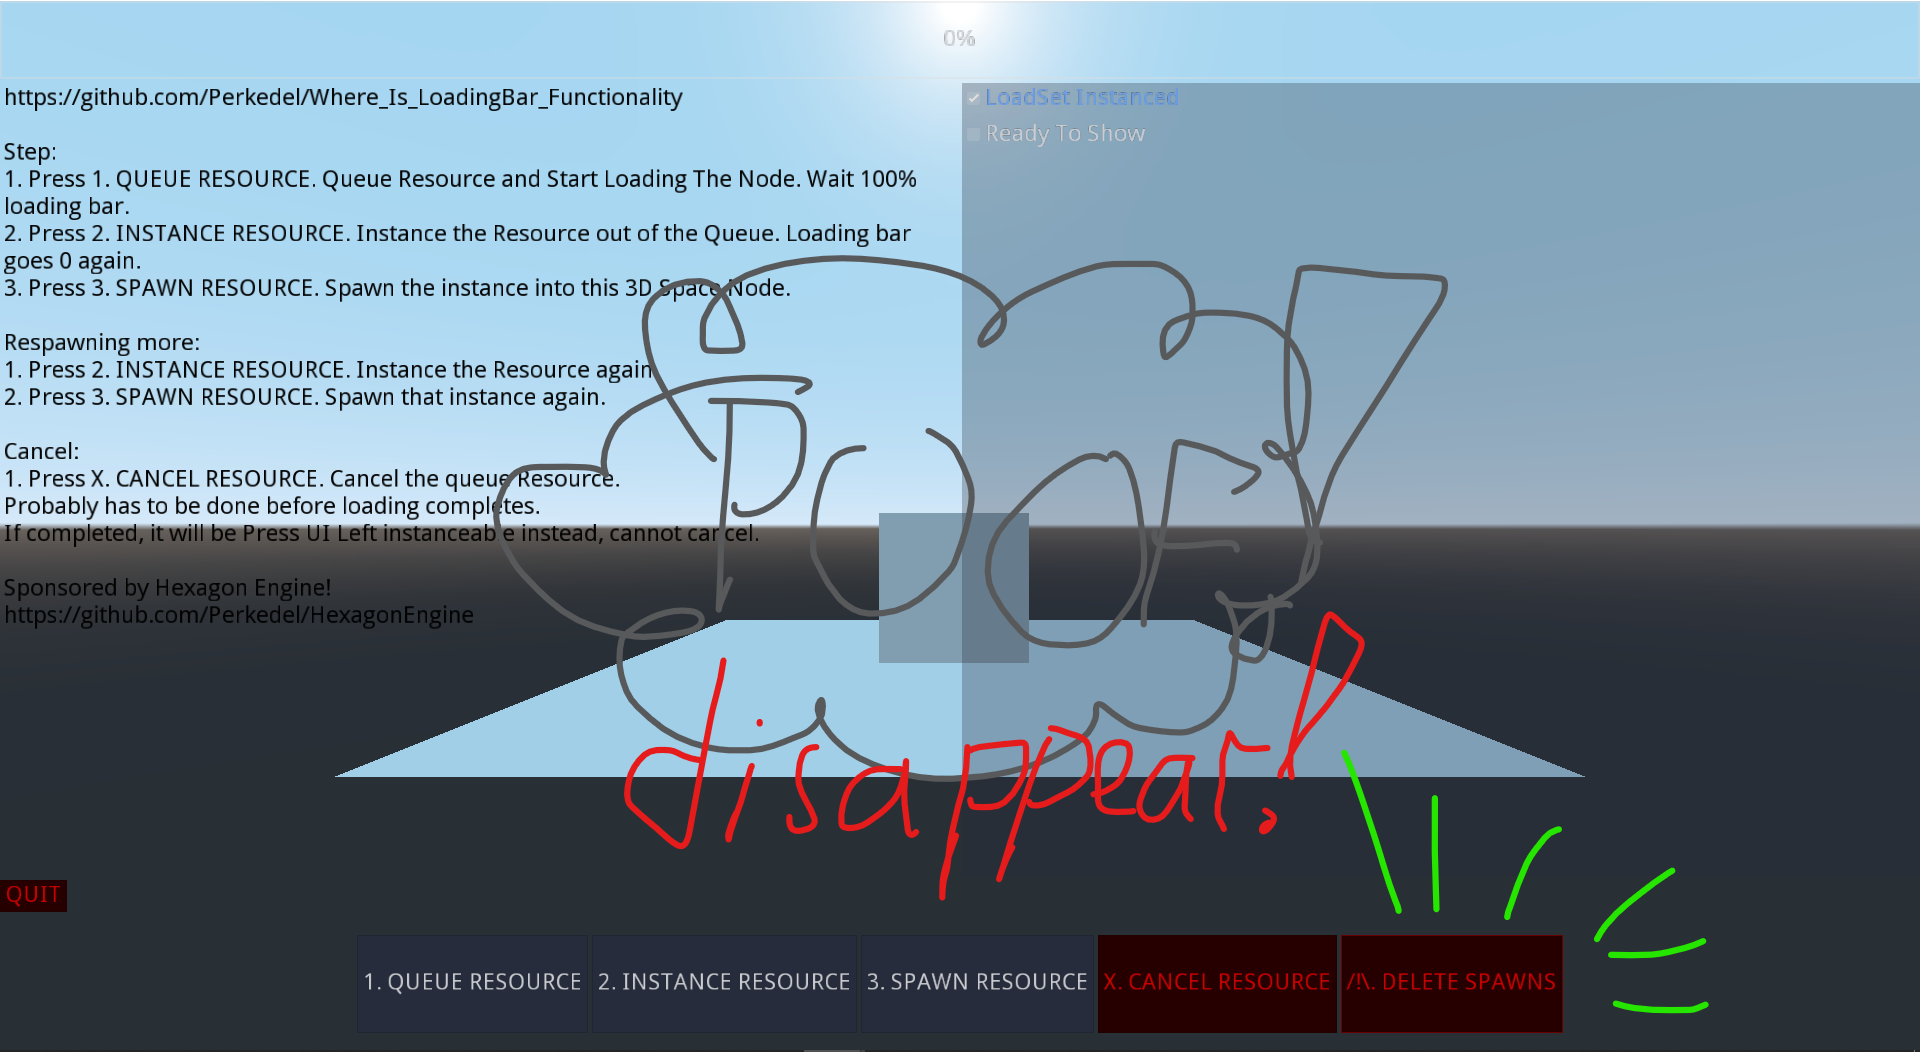 0%
https://github.com/Perkedel/Where_Is_LoadingBar_Functionality
LoadSet Instanced
Ready To Show
Step:
1. Press 1. QUEUE RESOURCE. Queue Resource and Start Loading The Node. Wait 100%
loading bar.
2. Press 2. INSTANCE RESOURCE. Instance the Resource out of the Queue. Loading bar
goes 0 again.
3. Press 3. SPAWN RESOURCE. Spawn the instance into this 3D Space Node.
Respawning more:
1. Press 2. INSTANCE RESOURCE. Instance the Resource again
2. Press 3. SPAWN RESOURCE. Spawn that instance again.
Cancel:
1. Press X. CANCEL RESOURCE. Cancel the queue Resource.
Probably has to be done before loading completes.
If completed, it will be Press UI Left instanceable instead, cannot cancel.
Sponsored by Hexagon Engine!
https://github.com/Perkedel/HexagonEngine
POOF!
disappear!
QUIT
1. QUEUE RESOURCE
2. INSTANCE RESOURCE
3. SPAWN RESOURCE
X. CANCEL RESOURCE
/!\. DELETE SPAWNS